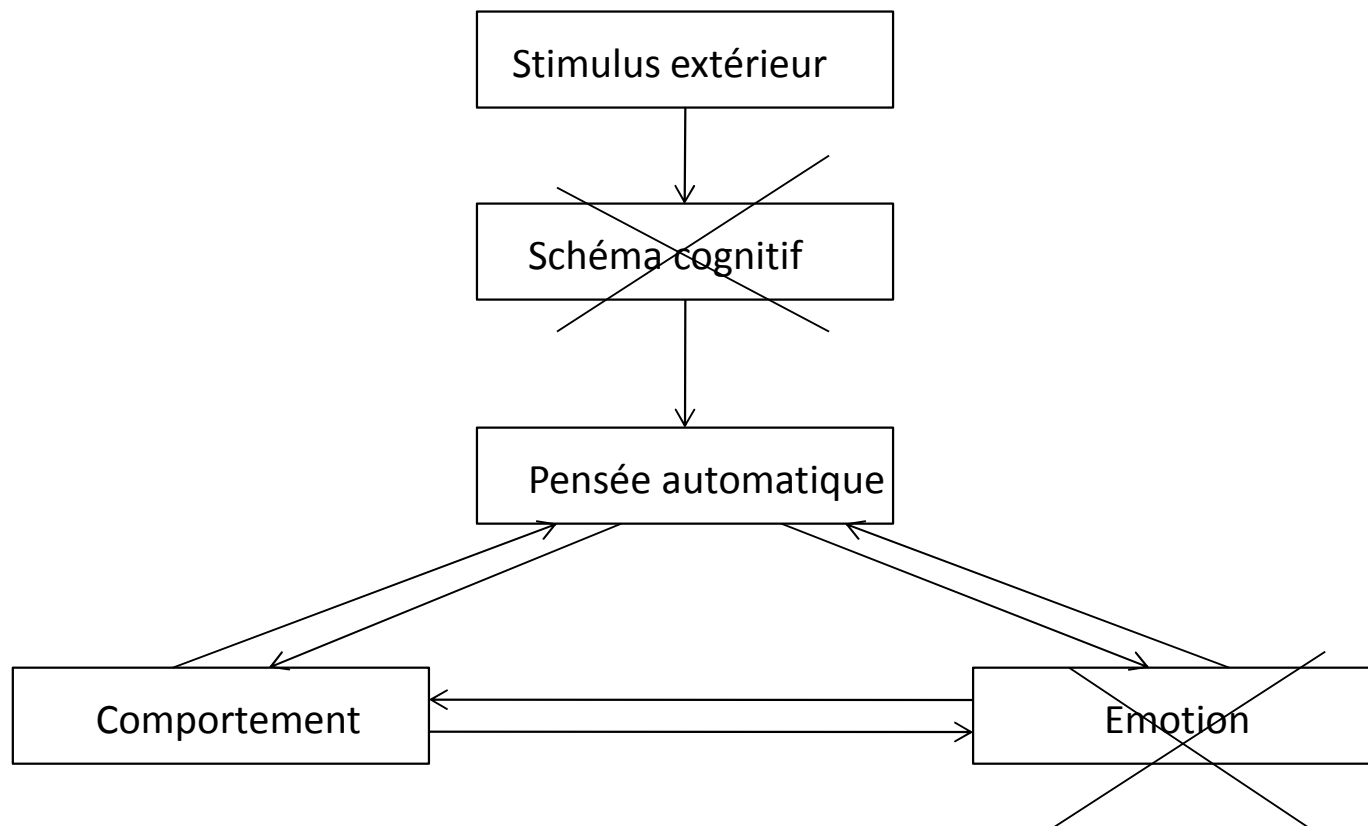 Stimulus extérieur
Schéma cognitif
Pensée automatique
Comportement
Emotion